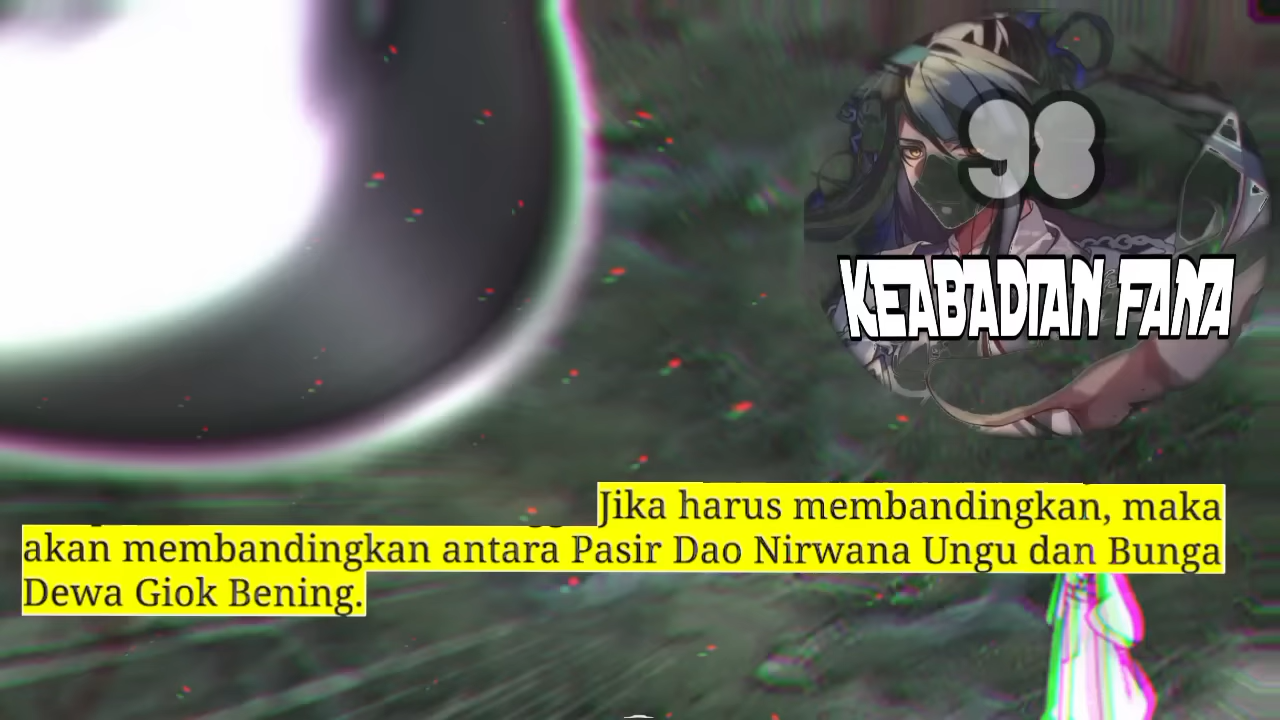 98
KEABADIAN FANA
Jika harus membandingkan, maka
akan membandingkan antara Pasir Dao Nirwana Ungu dan Bunga
Dewa Giok Bening.